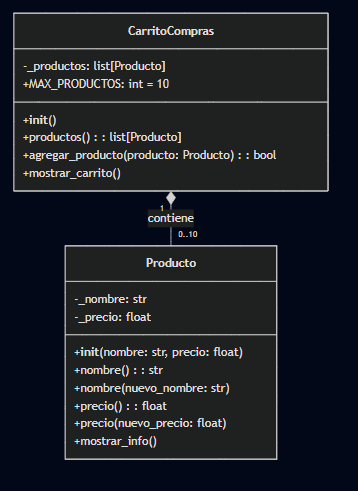 CarritoCompras
-_productos: list[Producto]
+MAX_PRODUCTOS: int = 10
+init()
+productos() : : list[Producto]
+agregar_producto(producto: Producto) : : bool
+mostrar_carrito()
1
contiene
0..10
Producto
-_nombre: str
-_precio: float
+init(nombre: str, precio: float)
+nombre() : : str
+nombre(nuevo_nombre: str)
+precio() : : float
+precio(nuevo_precio: float)
+mostrar_info()